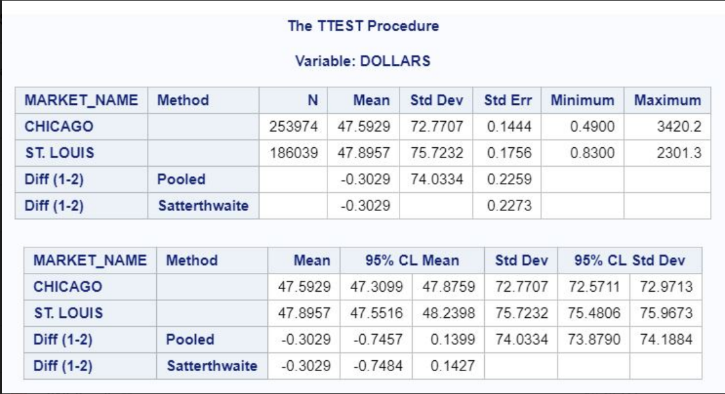 The TTEST Procedure
Variable: DOLLARS
MARKET_NAME Method N Mean Std Dev Std Err Minimum Maximum
CHICAGO 253974 47.5929 72.7707 0.1444 0.4900 3420.2
ST. LOUIS 186039 47.8957 75.7232 0.1756 0.8300 2301.3
Diff (1-2) Pooled -0.3029 74.0334 0.2259
Diff (1-2) Satterthwaite -0.3029 0.2273
MARKET_NAME Method Mean 95% CL Mean Std Dev 95% CL Std Dev
CHICAGO 47.5929 47.3099 47.8759 72.7707 72.5711 72.9713
ST. LOUIS 47.8957 47.5516 48.2398 75.7232 75.4806 75.9673
Diff (1-2) Pooled -0.3029 -0.7457 0.1399 74.0334 73.8790 74.1884
Diff (1-2) Satterthwaite -0.3029 -0.7484 0.1427